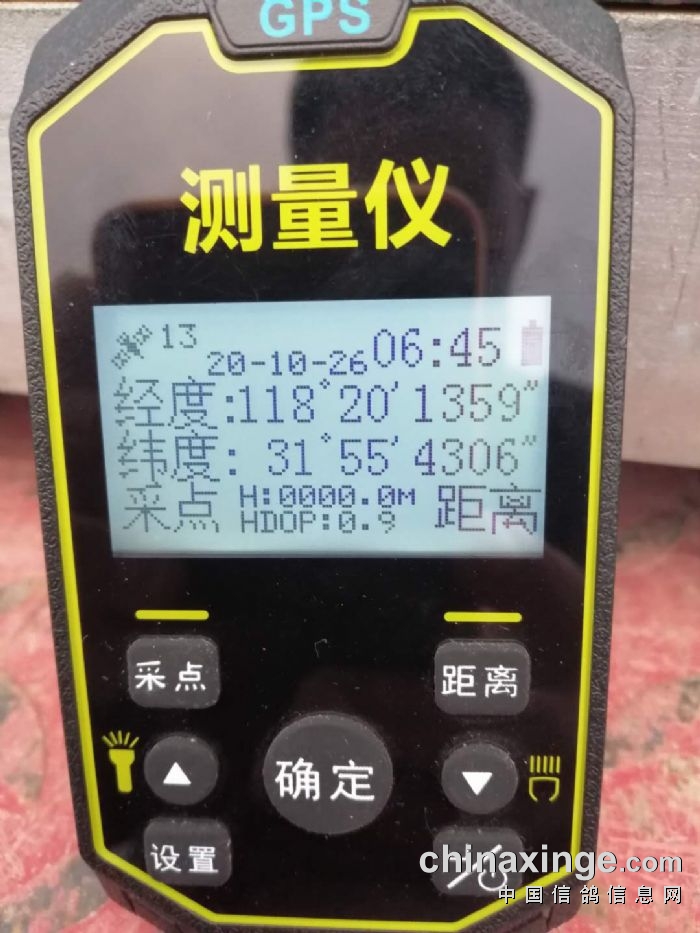 GPS
测量仪
13 20-10-26 06:45
经度:118°20′1359″
纬度: 31°55′4306″
采点 H:0000.0M 距离
HDOP:0.9
采点 距离
确定
设置
chinaxinge.com
中国信鸽信息网